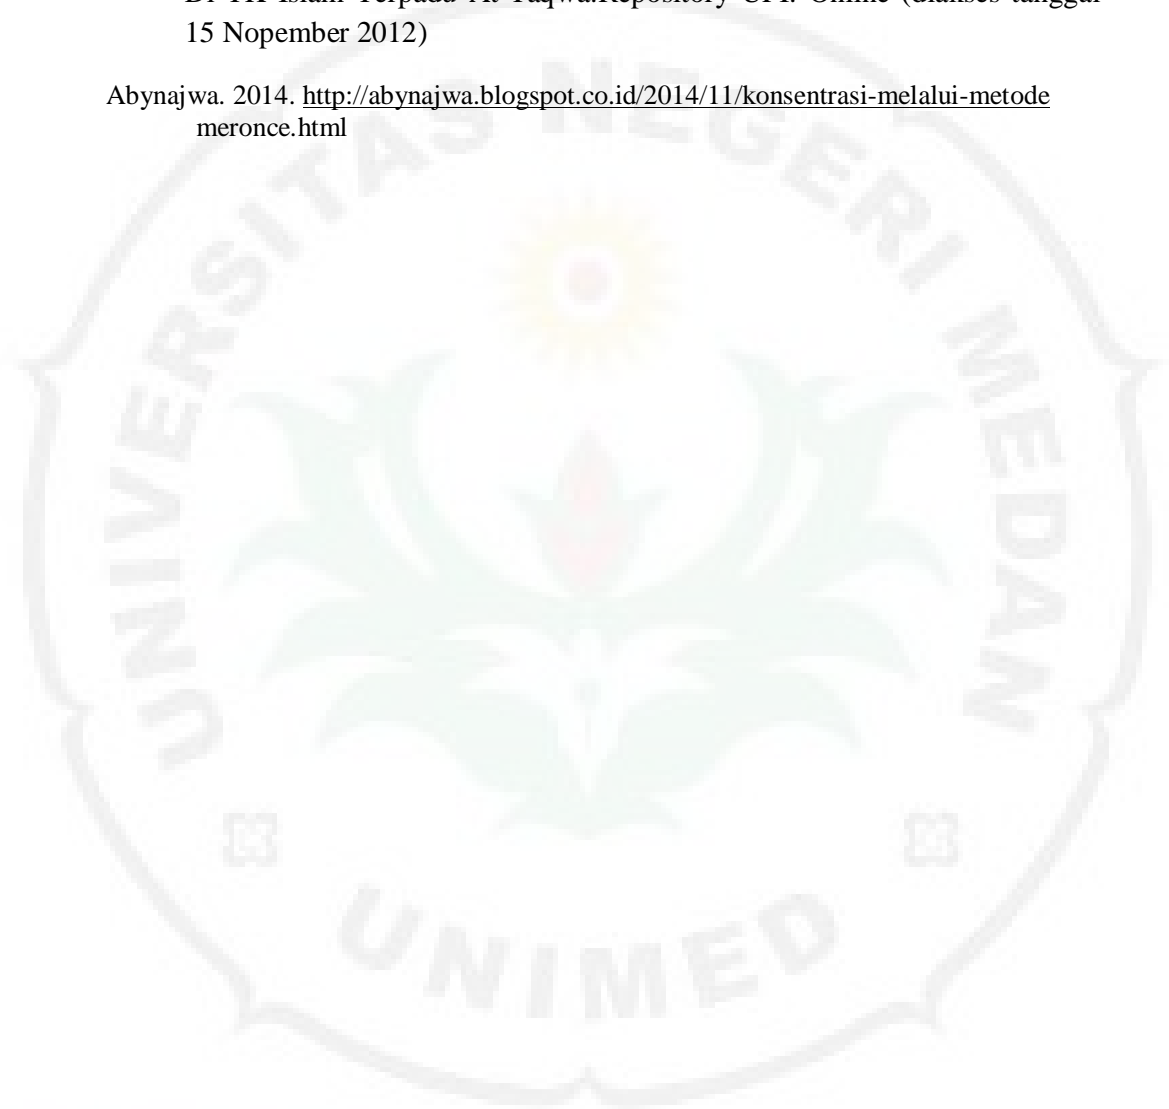 Di TK Islam Terpadu At Taqwa.Repository UPI. Online (diakses tanggal
15 Nopember 2012)
Abynajwa. 2014. http://abynajwa.blogspot.co.id/2014/11/konsentrasi-melalui-metode
meronce.html
UNIVERSITAS NEGERI MEDAN
UNIMED